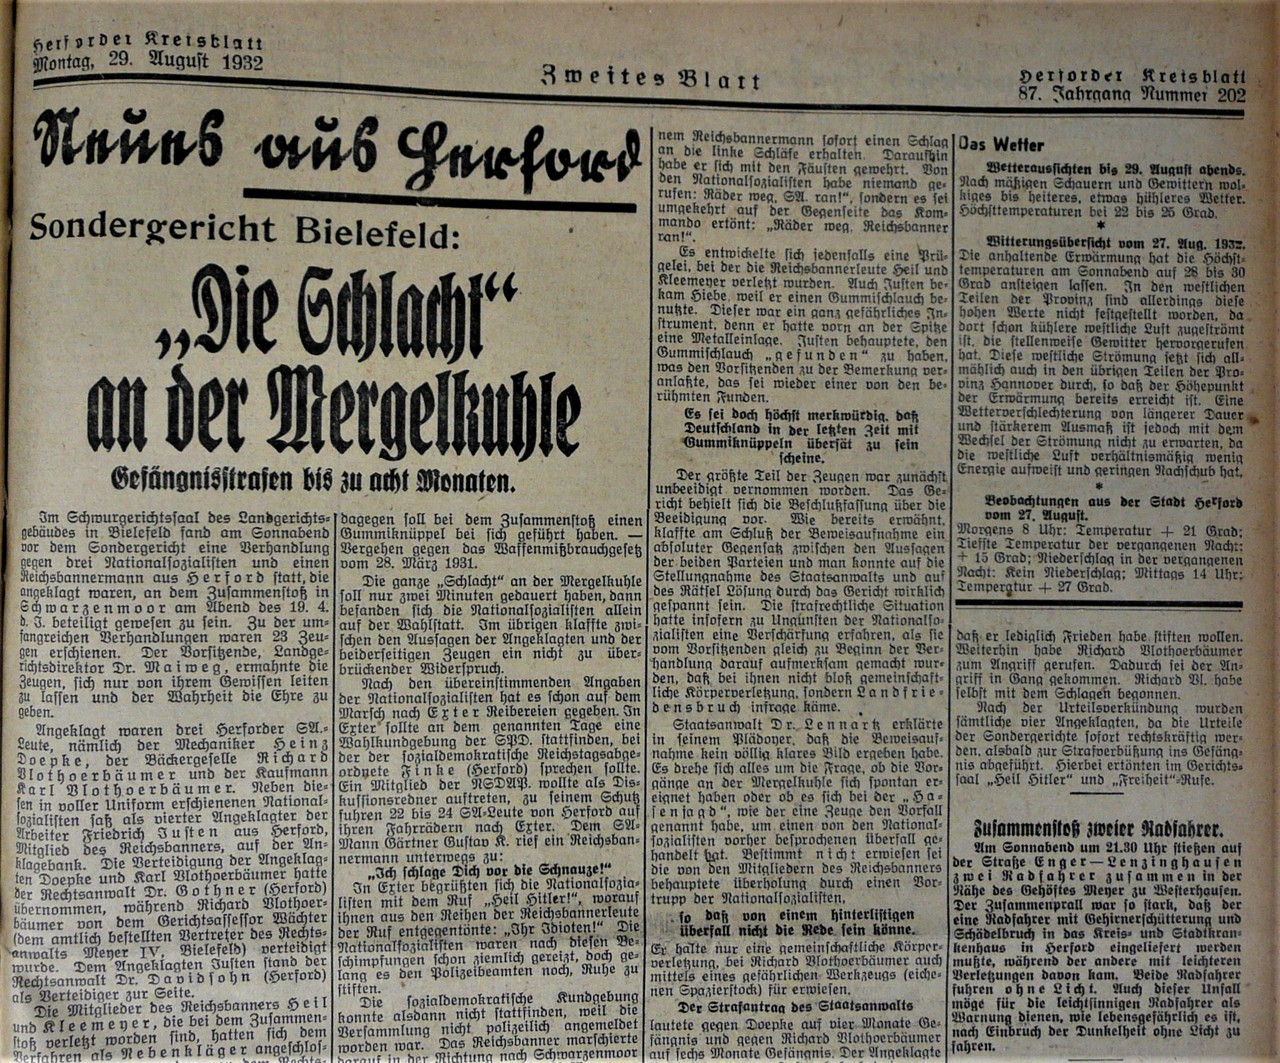 Herforder Kreisblatt
Montag, 29. August 1932
Zweites Blatt
Herforder Kreisblatt
87. Jahrgang Nummer 202
Neues aus Herford
Sondergericht Bielefeld:
„Die Schlacht“
an der Mergelkuhle
Gefängnisstrafen bis zu acht Monaten.
Im Schwurgerichtssaal des Landgerichts-
gebäudes in Bielefeld fand am Sonnabend
vor dem Sondergericht eine Verhandlung
gegen drei Nationalsozialisten und einen
Reichsbannermann aus Herford statt, die
angeklagt waren, an dem Zusammenstoß in
Schwarzenmoor am Abend des 19. 4.
d. J. beteiligt gewesen zu sein. Zu der um-
fangreichen Verhandlungen waren 23 Zeu-
gen erschienen. Der Vorsitzende, Landge-
richtsdirektor Dr. Maiweg, ermahnte die
Zeugen, sich nur von ihrem Gewissen leiten
zu lassen und der Wahrheit die Ehre zu
geben.
Angeklagt waren drei Herforder SA.-
Leute, nämlich der Mechaniker Heinz
Doepke, der Bäckergeselle Richard
Vlothoerbäumer und der Kaufmann
Karl Vlothoerbäumer. Neben die-
sen in voller Uniform erschienenen National-
sozialisten saß als vierter Angeklagter der
Arbeiter Friedrich Justen aus Herford,
Mitglied des Reichsbanners, auf der An-
klagebank. Die Verteidigung der Angeklag-
ten Doepke und Karl Vlothoerbäumer hatte
der Rechtsanwalt Dr. Gothner (Herford)
übernommen, während Richard Vlothoer-
bäumer von dem Gerichtsassessor Wächter
(dem amtlich bestellten Vertreter des Rechts-
anwalts Meyer IV, Bielefeld) verteidigt
wurde. Dem Angeklagten Justen stand der
Rechtsanwalt Dr. Davidsohn (Herford)
als Verteidiger zur Seite.
Die Mitglieder des Reichsbanners Heil
und Kleemeyer, die bei dem Zusammen-
stoß verletzt worden sind, hatten sich dem
Verfahren als Nebenkläger angeschlos-
dagegen soll bei dem Zusammenstoß einen
Gummiknüppel bei sich geführt haben. —
Vergehen gegen das Waffenmißbrauchgesetz
vom 28. März 1931.
Die ganze „Schlacht“ an der Mergelkuhle
soll nur zwei Minuten gedauert haben, dann
befanden sich die Nationalsozialisten allein
auf der Wahlstatt. Im übrigen klaffte zwi-
schen den Aussagen der Angeklagten und der
beiderseitigen Zeugen ein nicht zu über-
brückender Widerspruch.
Nach den übereinstimmenden Angaben
der Nationalsozialisten hat es schon auf dem
Marsch nach Exter Reibereien gegeben. In
Exter sollte an dem genannten Tage eine
Wahlkundgebung der SPD. stattfinden, bei
der der sozialdemokratische Reichstagsabge-
ordnete Finke (Herford) sprechen sollte.
Ein Mitglied der NSDAP. wollte als Dis-
kussionsredner auftreten, zu seinem Schutz
fuhren 22 bis 24 SA-Leute von Herford auf
ihren Fahrrädern nach Exter. Dem SA-
Mann Gärtner Gustav K. rief ein Reichsban-
nermann unterwegs zu:
„Ich schlage Dich vor die Schnauze!“
In Exter begrüßten sich die Nationalsozia-
listen mit dem Ruf „Heil Hitler!“, worauf
ihnen aus den Reihen der Reichsbannerleute
der Ruf entgegentönte: „Ihr Idioten!“ Die
Nationalsozialisten waren nach diesen Be-
schimpfungen schon ziemlich gereizt, doch ge-
lang es den Polizeibeamten noch, Ruhe zu
stiften.
Die sozialdemokratische Kundgebung
konnte alsdann nicht stattfinden, weil die
Versammlung nicht polizeilich angemeldet
worden war. Das Reichsbanner marschierte
darauf in der Richtung nach Schwarzenmoor
nem Reichsbannermann sofort einen Schlag
an die linke Schläfe erhalten. Daraufhin
habe er sich mit den Fäusten gewehrt. Von
den Nationalsozialisten habe niemand ge-
rufen: Räder weg, SA. ran!“, sondern es sei
umgekehrt auf der Gegenseite das Kom-
mando ertönt: „Räder weg, Reichsbanner
ran!“.
Es entwickelte sich jedenfalls eine Prü-
gelei, bei der die Reichsbannerleute Heil und
Kleemeyer verletzt wurden. Auch Justen be-
kam Hiebe, weil er einen Gummischlauch be-
nutzte. Dieser war ein ganz gefährliches In-
strument, denn er hatte vorn an der Spitze
eine Metalleinlage. Justen behauptete, den
Gummischlauch „gefunden“ zu haben,
was den Vorsitzenden zu der Bemerkung ver-
anlaßte, das sei wieder einer von den be-
rühmten Funden.
Es sei doch höchst merkwürdig, daß
Deutschland in der letzten Zeit mit
Gummiknüppeln übersät zu sein
scheine.
Der größte Teil der Zeugen war zunächst
unbeeidigt vernommen worden. Das Ge-
richt behielt sich die Beschlußfassung über die
Beeidigung vor. Wie bereits erwähnt,
klaffte am Schluß der Beweisaufnahme ein
absoluter Gegensatz zwischen den Aussagen
der beiden Parteien und man konnte auf die
Stellungnahme des Staatsanwalts und auf
des Rätsel Lösung durch das Gericht wirklich
gespannt sein. Die strafrechtliche Situation
hatte insofern zu Ungunsten der Nationalso-
zialisten eine Verschärfung erfahren, als sie
vom Vorsitzenden gleich zu Beginn der Ver-
handlung darauf aufmerksam gemacht wur-
den, daß bei ihnen nicht bloß gemeinschaft-
liche Körperverletzung, sondern Landfrie-
densbruch infrage käme.
Staatsanwalt Dr. Lennartz erklärte
in seinem Plädoyer, daß die Beweisauf-
nahme kein völlig klares Bild ergeben habe.
Es drehe sich alles um die Frage, ob die Vor-
gänge an der Mergelkuhle sich spontan er-
eignet haben oder ob es sich bei der „Ha-
senjagd“, wie der eine Zeuge den Vorfall
genannt habe, um einen von den National-
sozialisten vorher besprochenen Überfall ge-
handelt hat. Bestimmt nicht erwiesen sei
die von den Mitgliedern des Reichsbanners
behauptete Überholung durch einen Vor-
trupp der Nationalsozialisten,
so daß von einem hinterlistigen
überfall nicht die Rede sein könne.
Er halte nur eine gemeinschaftliche Körper-
verletzung, bei Richard Vlothoerbäumer auch
mittels eines gefährlichen Werkzeugs (eiche-
nen Spazierstock) für erwiesen.
Der Strafantrag des Staatsanwalts
lautete gegen Doepke auf vier Monate Ge-
fängnis und gegen Richard Vlothoerbäumer
auf sechs Monate Gefängnis. Der Angeklagte
Das Wetter
Wetteraussichten bis 29. August abends.
Nach mäßigen Schauern und Gewittern wol-
kiges bis heiteres, etwas kühleres Wetter.
Höchsttemperaturen bei 22 bis 25 Grad.
*
Witterungsübersicht vom 27. Aug. 1932.
Die anhaltende Erwärmung hat die Höchst-
temperaturen am Sonnabend auf 28 bis 30
Grad ansteigen lassen. In den westlichen
Teilen der Provinz sind allerdings diese
hohen Werte nicht festgestellt worden, da
dort schon kühlere westliche Luft zugeströmt
ist, die stellenweise Gewitter hervorgerufen
hat. Diese westliche Strömung setzt sich all-
mählich auch in den übrigen Teilen der Pro-
vinz Hannover durch, so daß der Höhepunkt
der Erwärmung bereits erreicht ist. Eine
Wetterverschlechterung von längerer Dauer
und stärkerem Ausmaß ist jedoch mit dem
Wechsel der Strömung nicht zu erwarten, da
die westliche Luft verhältnismäßig wenig
Energie aufweist und geringen Nachschub hat.
*
Beobachtungen aus der Stadt Herford
vom 27. August.
Morgens 8 Uhr: Temperatur + 21 Grad;
Tiefste Temperatur der vergangenen Nacht:
+ 15 Grad; Niederschlag in der vergangenen
Nacht: Kein Niederschlag; Mittags 14 Uhr:
Temperatur + 27 Grad.
daß er lediglich Frieden habe stiften wollen.
Weiterhin habe Richard Vlothoerbäumer
zum Angriff gerufen. Dadurch sei der An-
griff in Gang gekommen. Richard Vl. habe
selbst mit dem Schlagen begonnen.
Nach der Urteilsverkündung wurden
sämtliche vier Angeklagten, da die Urteile
der Sondergerichte sofort rechtskräftig wer-
den, alsbald zur Strafverbüßung ins Gefäng-
nis abgeführt. Hierbei ertönten im Gerichts-
saal „Heil Hitler“ und „Freiheit“-Rufe.
Zusammenstoß zweier Radfahrer.
Am Sonnabend um 21.30 Uhr stießen auf
der Straße Enger—Lenzinghausen
zwei Radfahrer zusammen in der
Nähe des Gehöftes Meyer zu Westerhausen.
Der Zusammenprall war so stark, daß der
eine Radfahrer mit Gehirnerschütterung und
Schädelbruch in das Kreis- und Stadtkran-
kenhaus in Herford eingeliefert werden
mußte, während der andere mit leichteren
Verletzungen davon kam. Beide Radfahrer
fuhren ohne Licht. Auch dieser Unfall
möge für die leichtsinnigen Radfahrer als
Warnung dienen, wie lebensgefährlich es ist,
nach Einbruch der Dunkelheit ohne Licht zu
fahren.